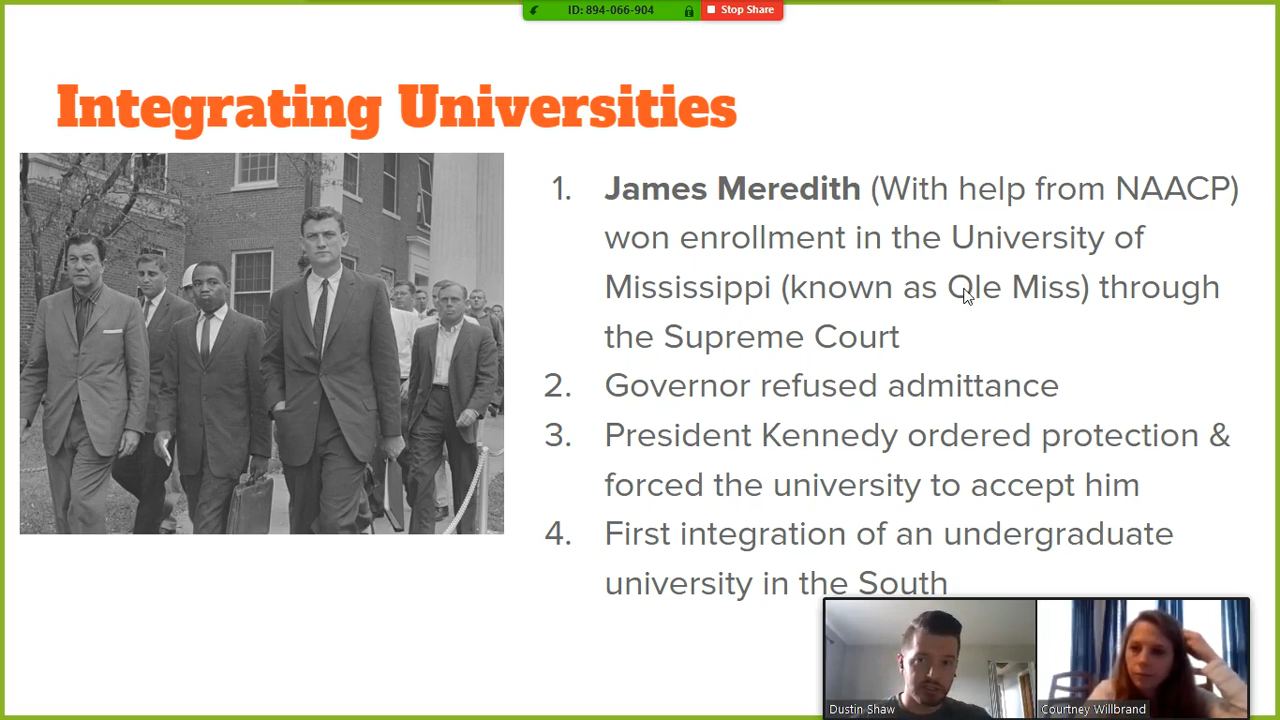 ID: 894-066-904
Stop Share
Integrating Universities
1. James Meredith (With help from NAACP)
won enrollment in the University of
Mississippi (known as Ole Miss) through
the Supreme Court
2. Governor refused admittance
3. President Kennedy ordered protection &
forced the university to accept him
4. First integration of an undergraduate
university in the South
Dustin Shaw
Courtney Willbrand